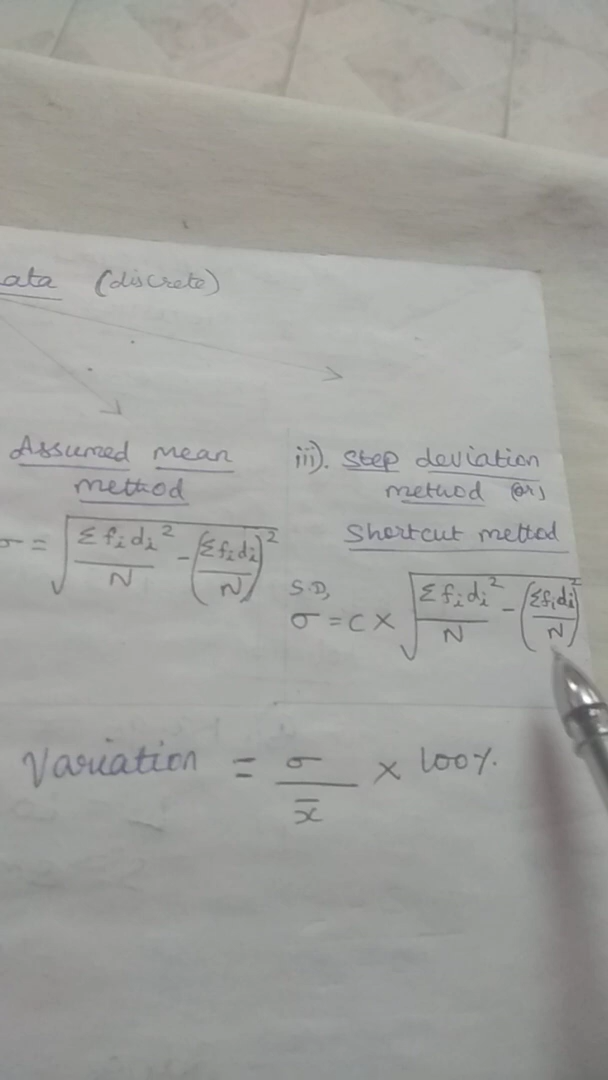 ata (discrete)
Assumed mean
method
σ = √(Σfidi²/N - (Σfidi/N)²)
iii). Step deviation
method (or)
Shortcut method
S.D,
σ = C × √(Σfidi²/N - (Σfidi/N)²)
Variation = σ/x̄ × 100%.